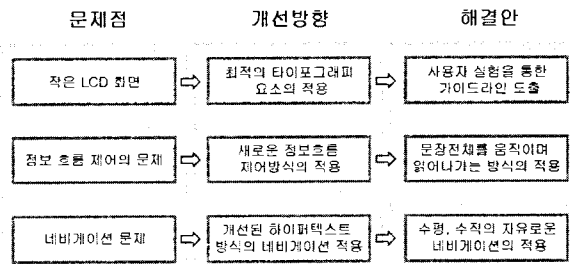 문제점 개선방향 해결안
작은 LCD 화면
최적의 타이포그래피
요소의 적용
사용자 실험을 통한
가이드라인 도출
정보 흐름 제어의 문제
새로운 정보흐름
제어방식의 적용
문장전체를 움직이며
읽어나가는 방식의 적용
네비게이션 문제
개선된 하이퍼텍스트
방식의 네비게이션 적용
수평, 수직의 자유로운
네비게이션의 적용